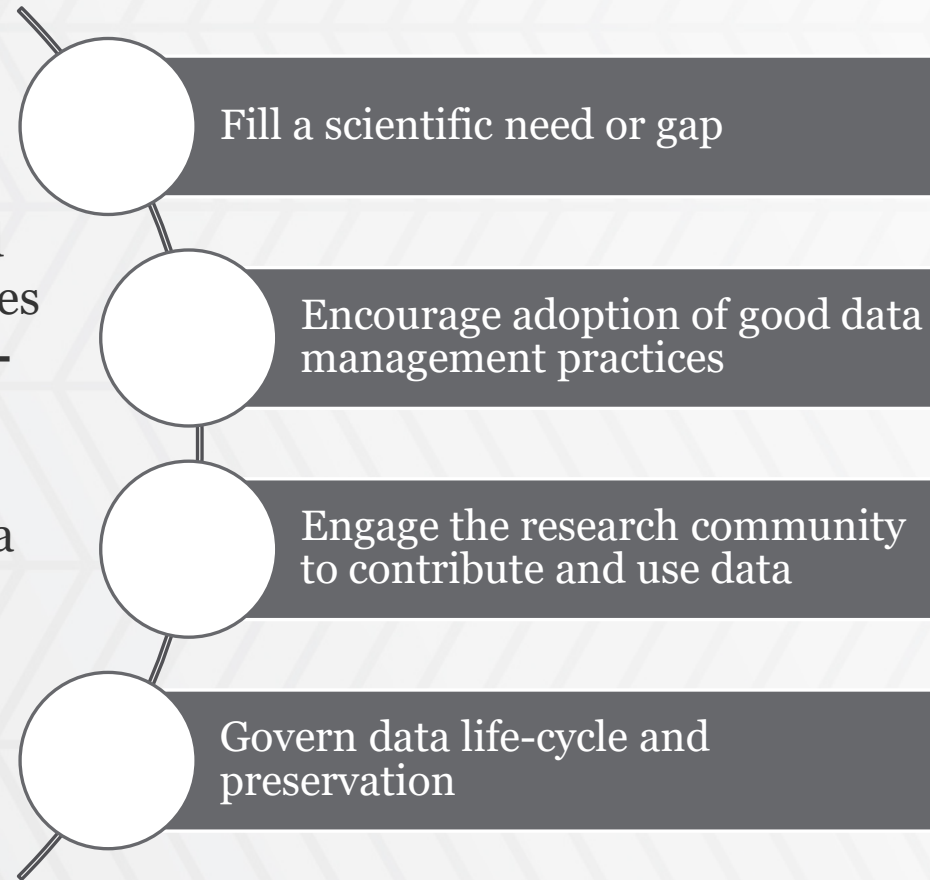 Fill a scientific need or gap
es
-
Encourage adoption of good data
management practices
a
Engage the research community
to contribute and use data
Govern data life-cycle and
preservation